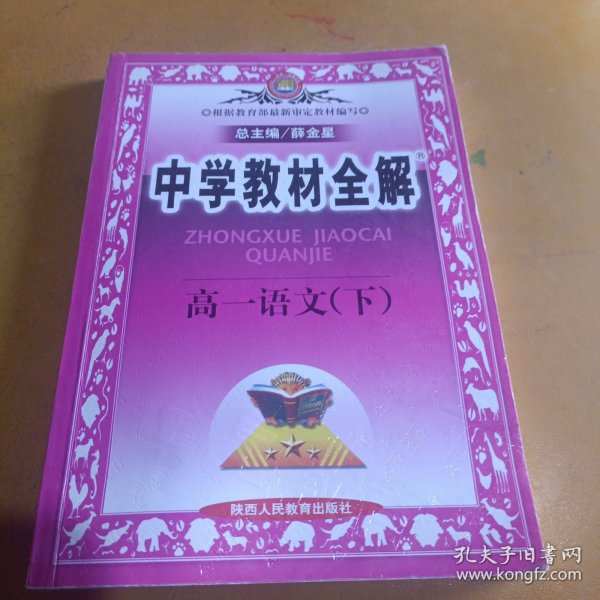 ◎根据教育部最新审定教材编写◎
总主编/薛金星
中学教材全解®
ZHONGXUE JIAOCAI
QUANJIE
高一语文(下)
陕西人民教育出版社
孔夫子旧书网
www.kongfz.com